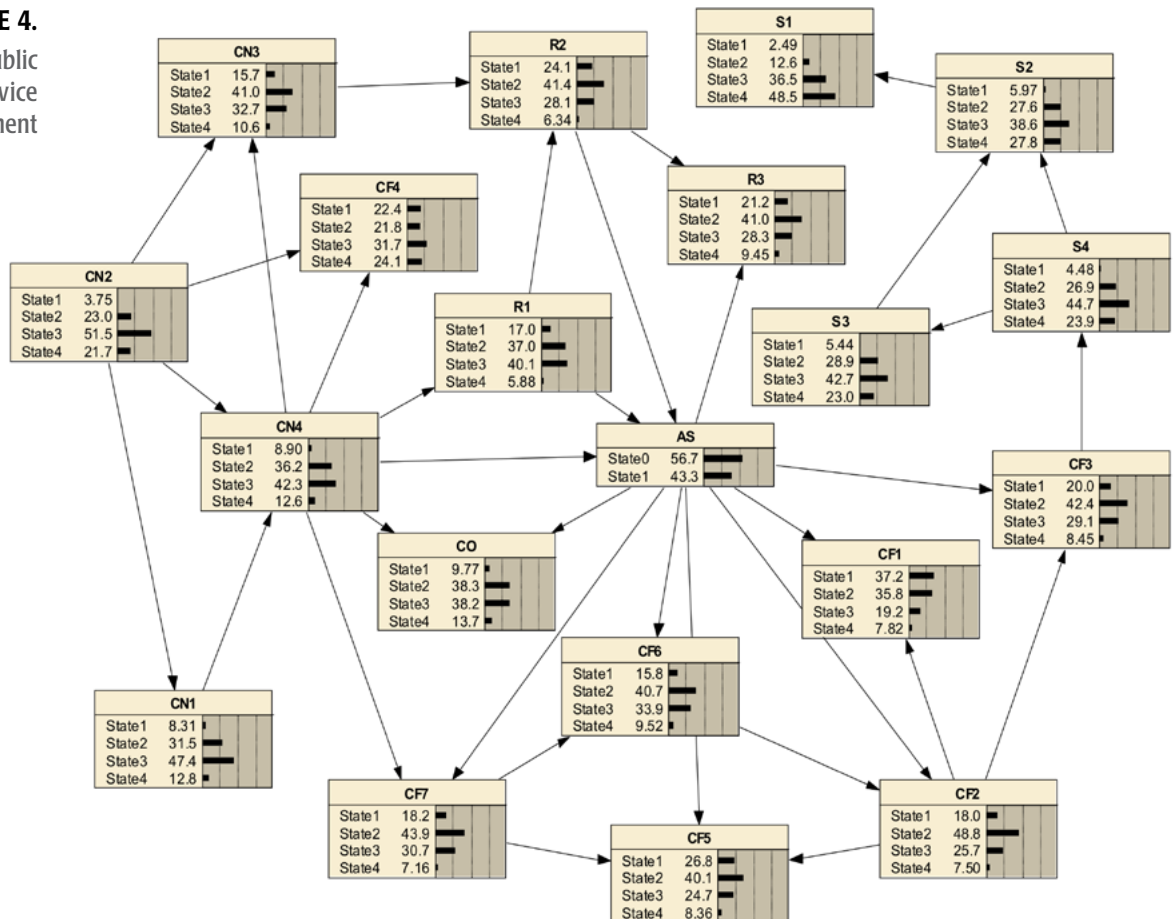 E 4.
ublic
vice
nent
CN3
State1 15.7
State2 41.0
State3 32.7
State4 10.6
R2
State1 24.1
State2 41.4
State3 28.1
State4 6.34
S1
State1 2.49
State2 12.6
State3 36.5
State4 48.5
S2
State1 5.97
State2 27.6
State3 38.6
State4 27.8
CF4
State1 22.4
State2 21.8
State3 31.7
State4 24.1
R3
State1 21.2
State2 41.0
State3 28.3
State4 9.45
CN2
State1 3.75
State2 23.0
State3 51.5
State4 21.7
R1
State1 17.0
State2 37.0
State3 40.1
State4 5.88
S4
State1 4.48
State2 26.9
State3 44.7
State4 23.9
S3
State1 5.44
State2 28.9
State3 42.7
State4 23.0
CN4
State1 8.90
State2 36.2
State3 42.3
State4 12.6
AS
State0 56.7
State1 43.3
CF3
State1 20.0
State2 42.4
State3 29.1
State4 8.45
CO
State1 9.77
State2 38.3
State3 38.2
State4 13.7
CF1
State1 37.2
State2 35.8
State3 19.2
State4 7.82
CF6
State1 15.8
State2 40.7
State3 33.9
State4 9.52
CN1
State1 8.31
State2 31.5
State3 47.4
State4 12.8
CF7
State1 18.2
State2 43.9
State3 30.7
State4 7.16
CF5
State1 26.8
State2 40.1
State3 24.7
State4 8.36
CF2
State1 18.0
State2 48.8
State3 25.7
State4 7.50